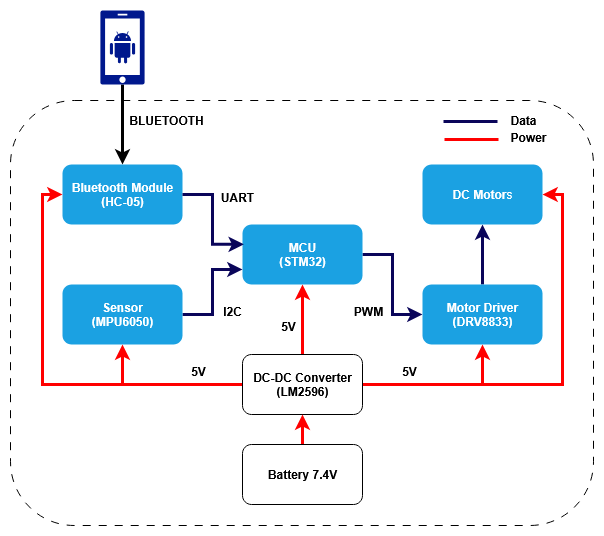 BLUETOOTH
Data
Power
Bluetooth Module
(HC-05)
UART
DC Motors
MCU
(STM32)
Sensor
(MPU6050)
I2C
PWM
Motor Driver
(DRV8833)
5V
5V
DC-DC Converter
(LM2596)
5V
Battery 7.4V